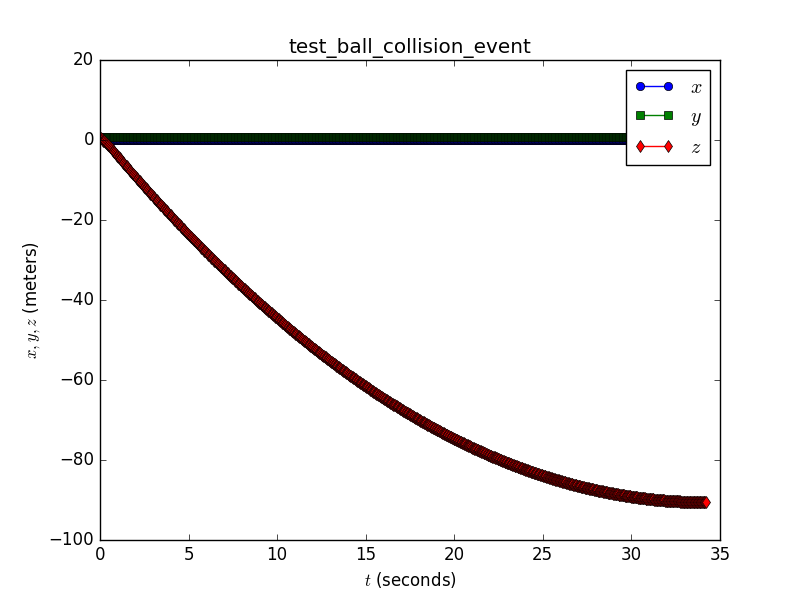 test_ball_collision_event
20
0
−20
−40
−60
−80
−100
x, y, z (meters)
0 5 10 15 20 25 30 35
t (seconds)
x
y
z